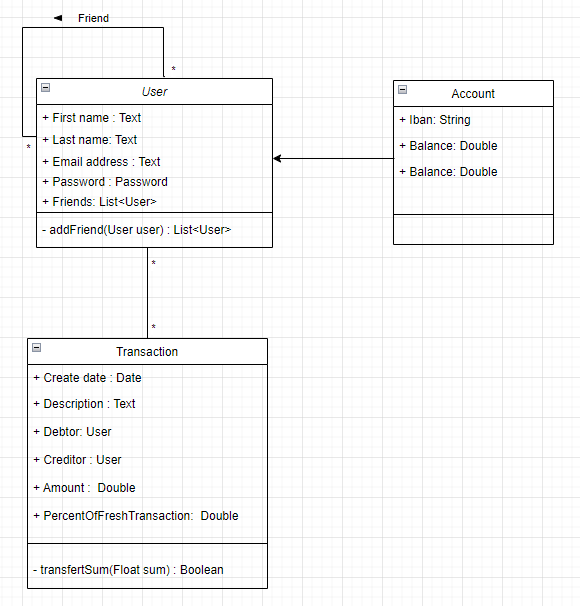 ◄ Friend
*
*
User
+ First name : Text
+ Last name: Text
+ Email address : Text
+ Password : Password
+ Friends: List<User>
- addFriend(User user) : List<User>
Account
+ Iban: String
+ Balance: Double
+ Balance: Double
*
*
Transaction
+ Create date : Date
+ Description : Text
+ Debtor: User
+ Creditor : User
+ Amount : Double
+ PercentOfFreshTransaction: Double
- transfertSum(Float sum) : Boolean